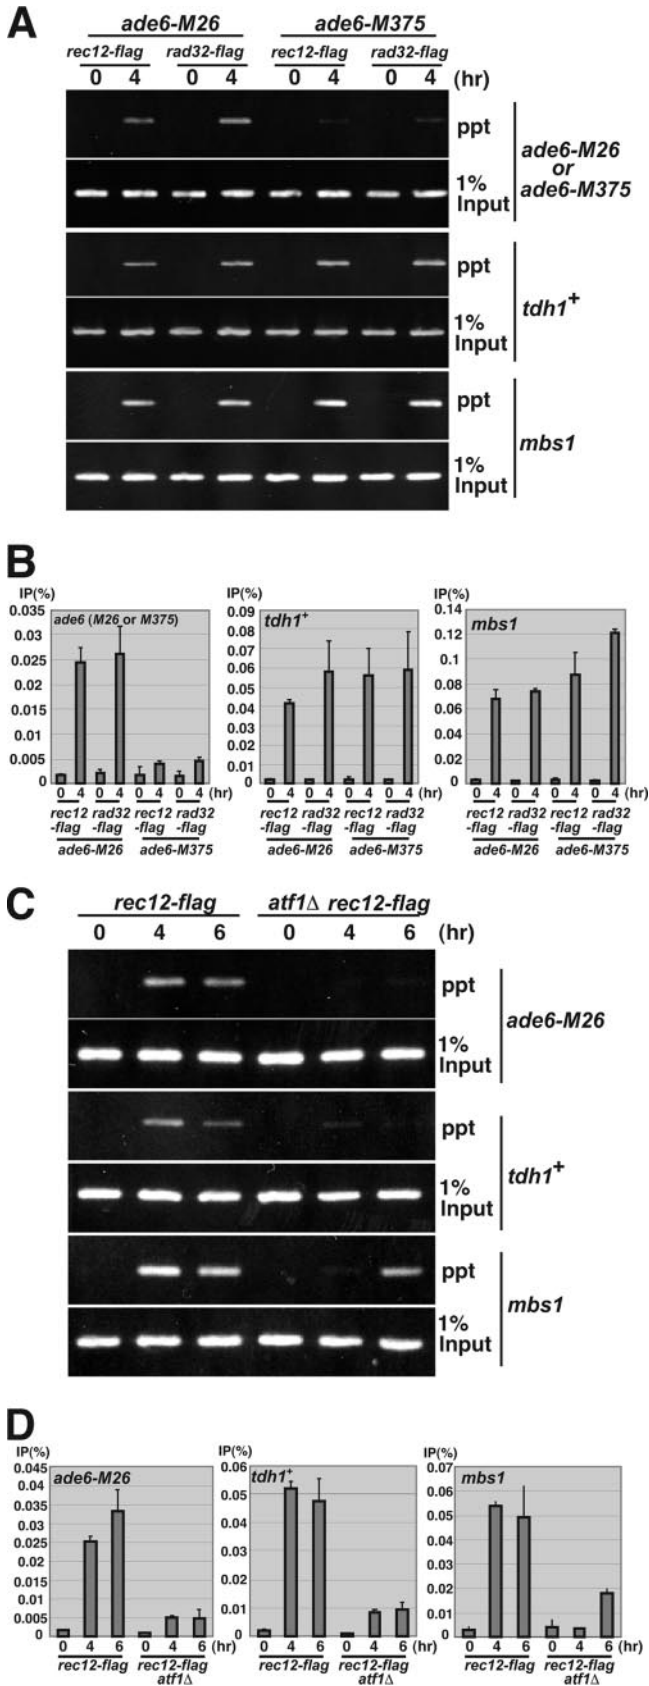 A
ade6-M26 ade6-M375
rec12-flag rad32-flag rec12-flag rad32-flag
0 4 0 4 0 4 0 4 (hr)
ppt
1% Input
ade6-M26 or ade6-M375
ppt
1% Input
tdh1+
ppt
1% Input
mbs1
B
IP(%) IP(%) IP(%)
ade6 (M26 or M375)
0.035
0.03
0.025
0.02
0.015
0.01
0.005
0
0 4 0 4 0 4 0 4 (hr)
rec12-flag rad32-flag rec12-flag rad32-flag
ade6-M26 ade6-M375
tdh1+
0.09
0.08
0.07
0.06
0.05
0.04
0.03
0.02
0.01
0
0 4 0 4 0 4 0 4 (hr)
rec12-flag rad32-flag rec12-flag rad32-flag
ade6-M26 ade6-M375
mbs1
0.14
0.12
0.1
0.08
0.06
0.04
0.02
0
0 4 0 4 0 4 0 4 (hr)
rec12-flag rad32-flag rec12-flag rad32-flag
ade6-M26 ade6-M375
C
rec12-flag atf1Δ rec12-flag
0 4 6 0 4 6 (hr)
ppt
1% Input
ade6-M26
ppt
1% Input
tdh1+
ppt
1% Input
mbs1
D
IP(%) IP(%) IP(%)
ade6-M26
0.045
0.04
0.035
0.03
0.025
0.02
0.015
0.01
0.005
0
0 4 6 0 4 6 (hr)
rec12-flag rec12-flag atf1Δ
tdh1+
0.06
0.05
0.04
0.03
0.02
0.01
0
0 4 6 0 4 6 (hr)
rec12-flag rec12-flag atf1Δ
mbs1
0.07
0.06
0.05
0.04
0.03
0.02
0.01
0
0 4 6 0 4 6 (hr)
rec12-flag rec12-flag atf1Δ